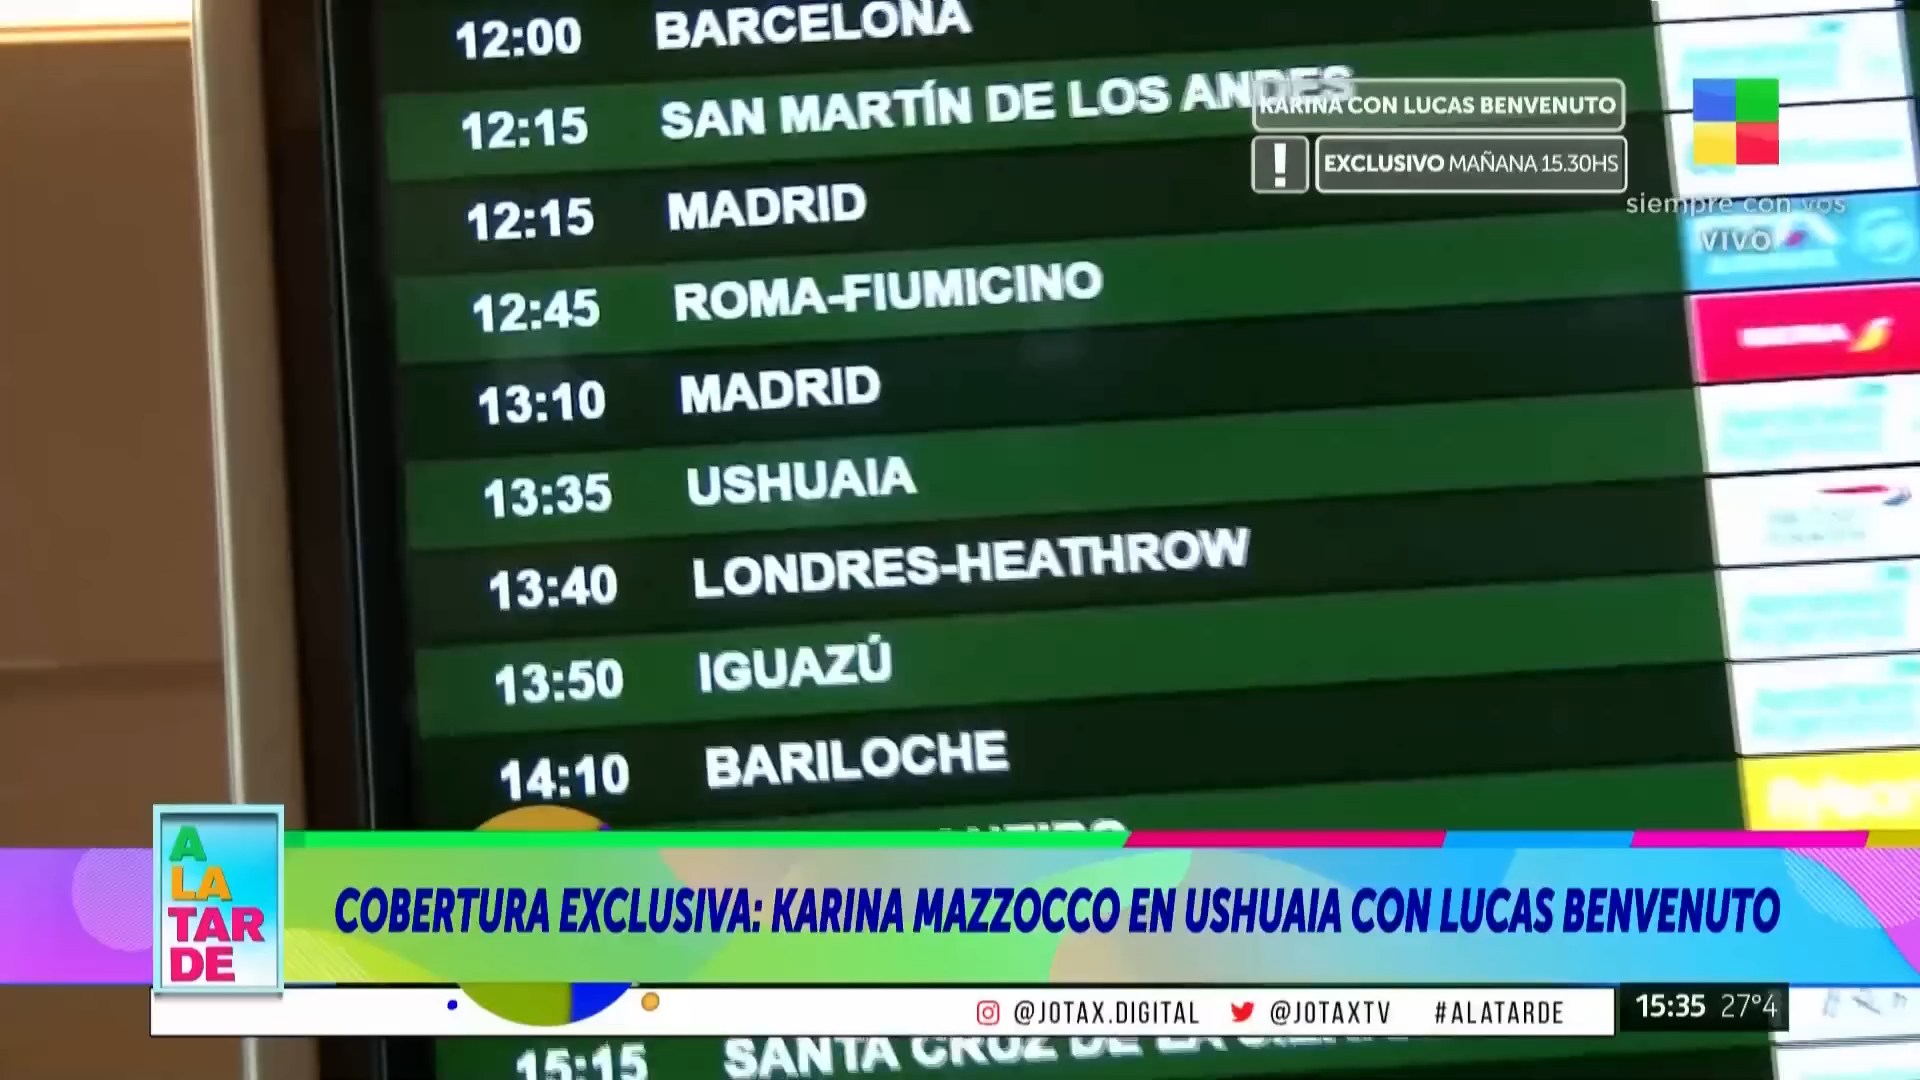 12:00 BARCELONA
12:15 SAN MARTÍN DE LOS ANDES
KARINA CON LUCAS BENVENUTO
! EXCLUSIVO MAÑANA 15.30HS
12:15 MADRID
siempre con vos
VIVO
12:45 ROMA-FIUMICINO
13:10 MADRID
13:35 USHUAIA
13:40 LONDRES-HEATHROW
13:50 IGUAZÚ
14:10 BARILOCHE
A
LA
TAR
DE
COBERTURA EXCLUSIVA: KARINA MAZZOCCO EN USHUAIA CON LUCAS BENVENUTO
@JOTAX.DIGITAL @JOTAXTV #ALATARDE
15:35 27°4
15:15 SANTA CRUZ DE LA